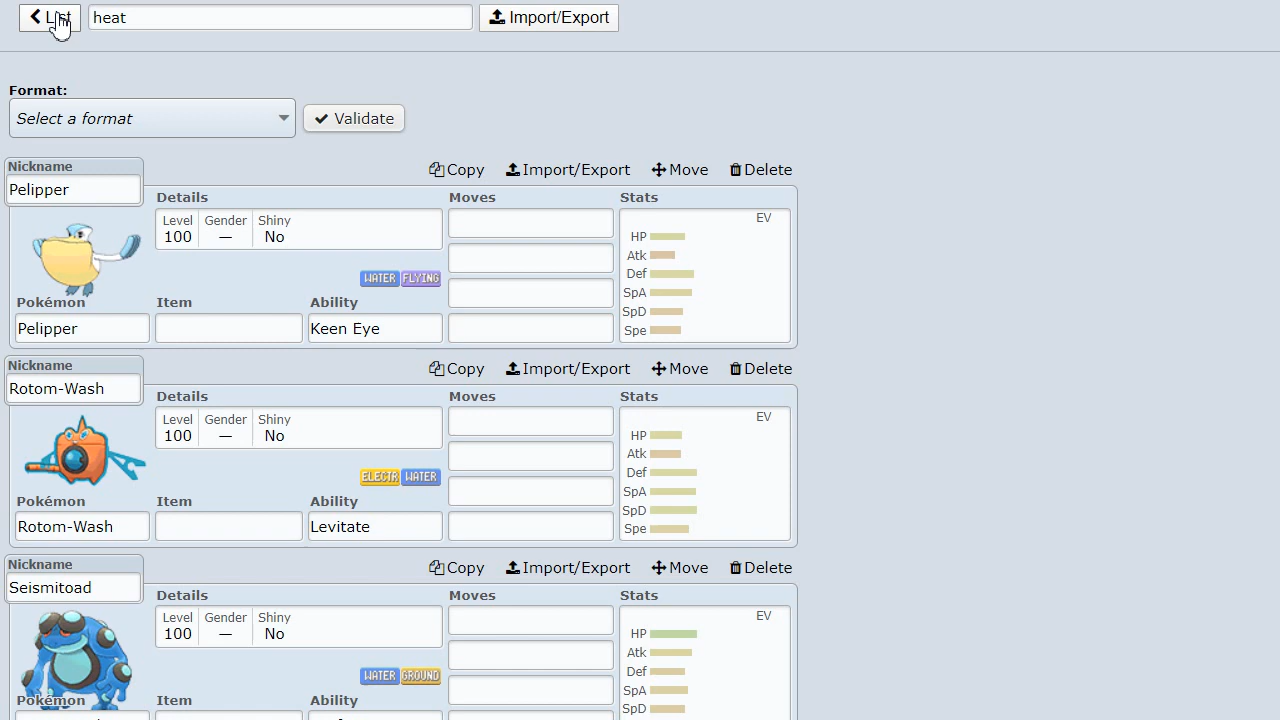 heat
Import/Export
Format:
Select a format
Validate
Nickname
Pelipper
Copy Import/Export Move Delete
Details Moves Stats
Level Gender Shiny
100 — No
EV
HP
Atk
Def
SpA
SpD
Spe
WATER FLYING
Pokémon Item Ability
Pelipper Keen Eye
Nickname
Rotom-Wash
Copy Import/Export Move Delete
Details Moves Stats
Level Gender Shiny
100 — No
EV
HP
Atk
Def
SpA
SpD
Spe
ELECTR WATER
Pokémon Item Ability
Rotom-Wash Levitate
Nickname
Seismitoad
Copy Import/Export Move Delete
Details Moves Stats
Level Gender Shiny
100 — No
EV
HP
Atk
Def
SpA
SpD
WATER GROUND
Pokémon Item Ability